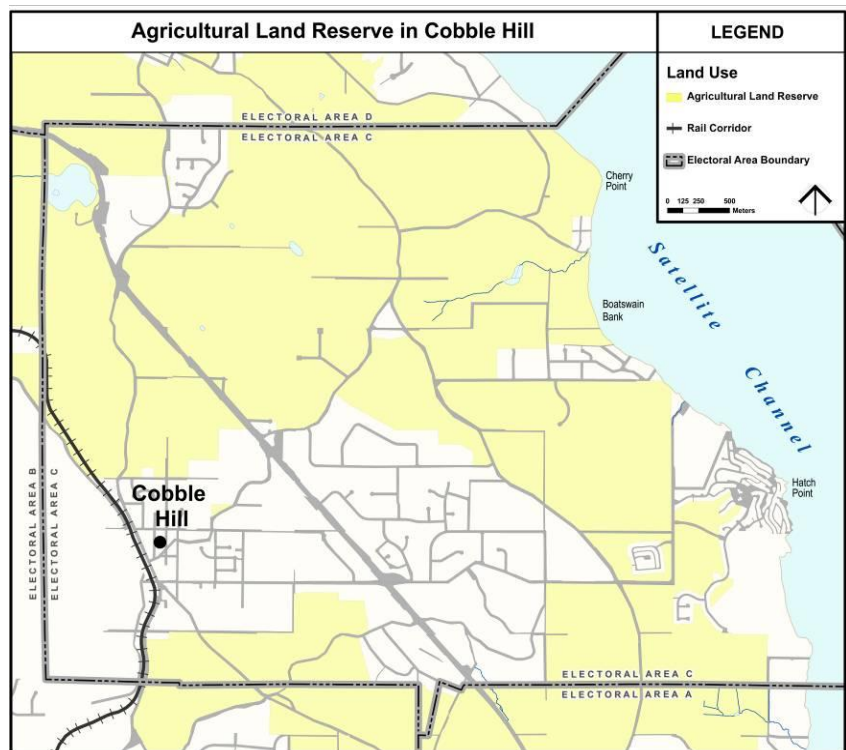 Agricultural Land Reserve in Cobble Hill
LEGEND
Land Use
Agricultural Land Reserve
Rail Corridor
Electoral Area Boundary
0 125 250 500
Meters
ELECTORAL AREA D
ELECTORAL AREA C
Cherry
Point
Satellite Channel
Boatswain
Bank
Hatch
Point
Cobble
Hill
ELECTORAL AREA B
ELECTORAL AREA C
ELECTORAL AREA C
ELECTORAL AREA A